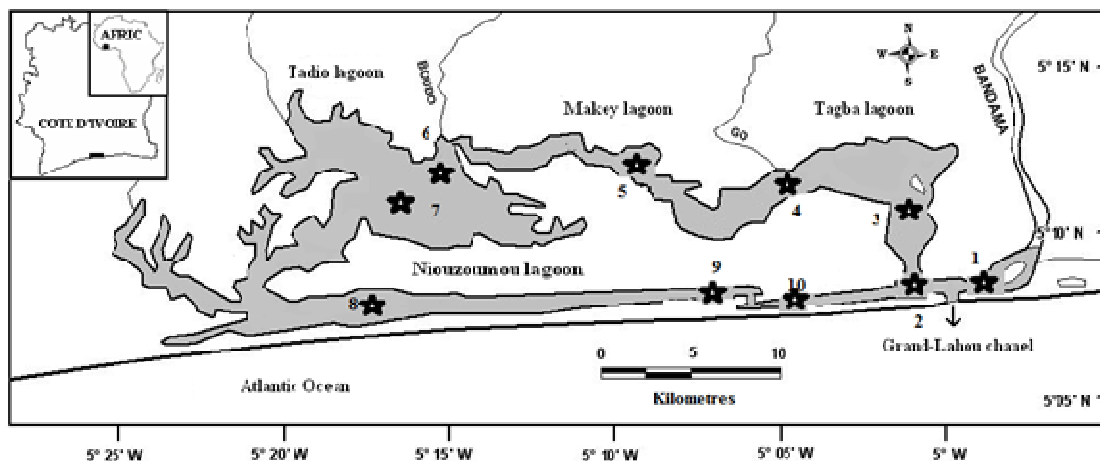 AFRIC
COTE D'IVOIRE
Tadio lagoon
Makey lagoon
Tagba lagoon
BANDAMA
GO
N
W E
S
5° 15' N
5° 10' N
5°05' N
6
7
5
4
3
1
2
9
10
8
Niouzoumou lagoon
Grand-Lahou chanel
Atlantic Ocean
0 5 10
Kilometres
5° 25' W 5° 20' W 5° 15' W 5° 10' W 5° 05' W 5° W